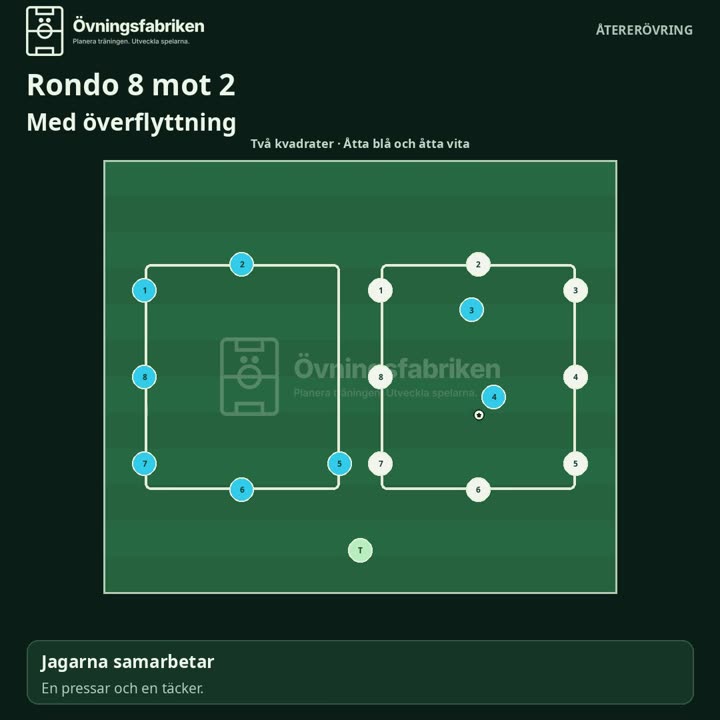 Övningsfabriken
Planera träningen. Utveckla spelarna.
ÅTERERÖVRING
Rondo 8 mot 2
Med överflyttning
Två kvadrater · Åtta blå och åtta vita
2
2
1
1
3
3
Övningsfabriken
Planera träningen. Utveckla spelarna.
8
8
4
4
7
5
7
5
6
6
T
Jagarna samarbetar
En pressar och en täcker.